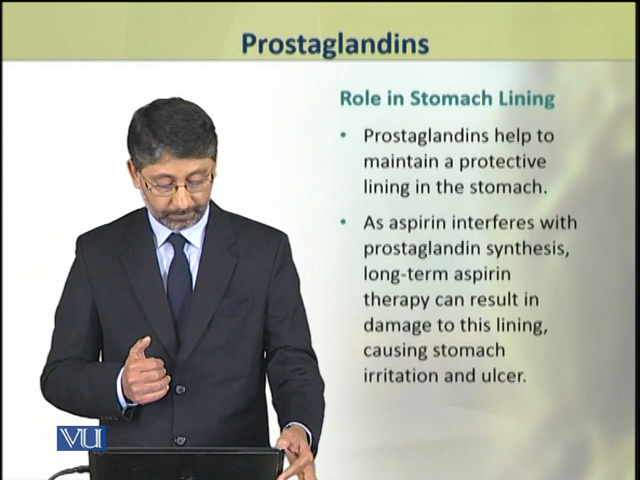 Prostaglandins
Role in Stomach Lining
• Prostaglandins help to
maintain a protective
lining in the stomach.
• As aspirin interferes with
prostaglandin synthesis,
long-term aspirin
therapy can result in
damage to this lining,
causing stomach
irritation and ulcer.
VU